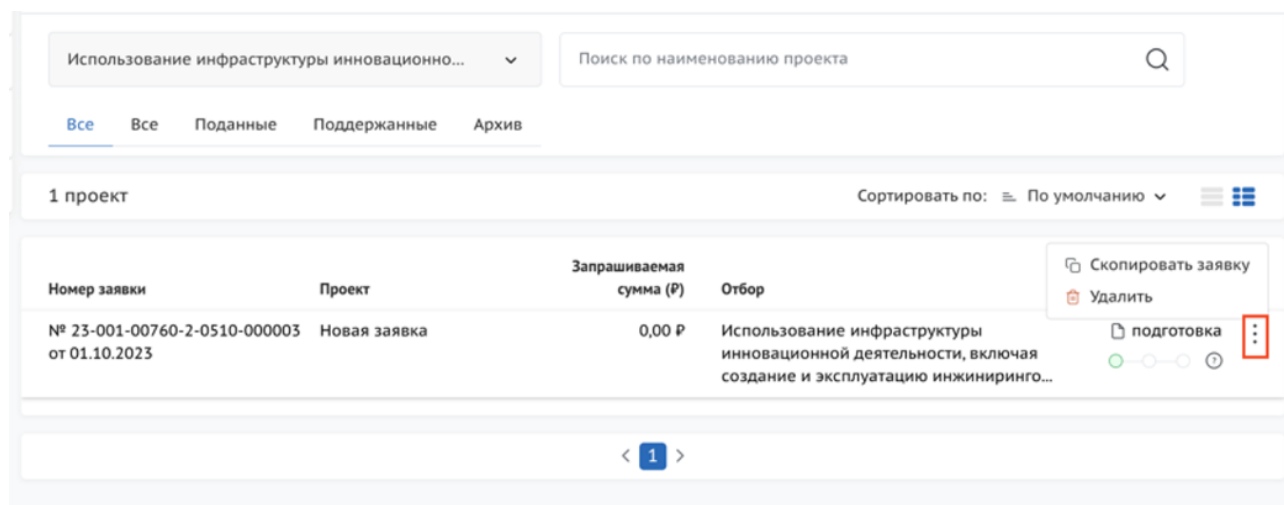 Использование инфраструктуры инновационно...
Поиск по наименованию проекта
Все Все Поданные Поддержанные Архив
1 проект
Сортировать по: По умолчанию
Скопировать заявку
Удалить
Номер заявки
Проект
Запрашиваемая
сумма (₽)
Отбор
№ 23-001-00760-2-0510-000003
от 01.10.2023
Новая заявка
0,00 ₽
Использование инфраструктуры
инновационной деятельности, включая
создание и эксплуатацию инжиниринго...
подготовка
?
< 1 >